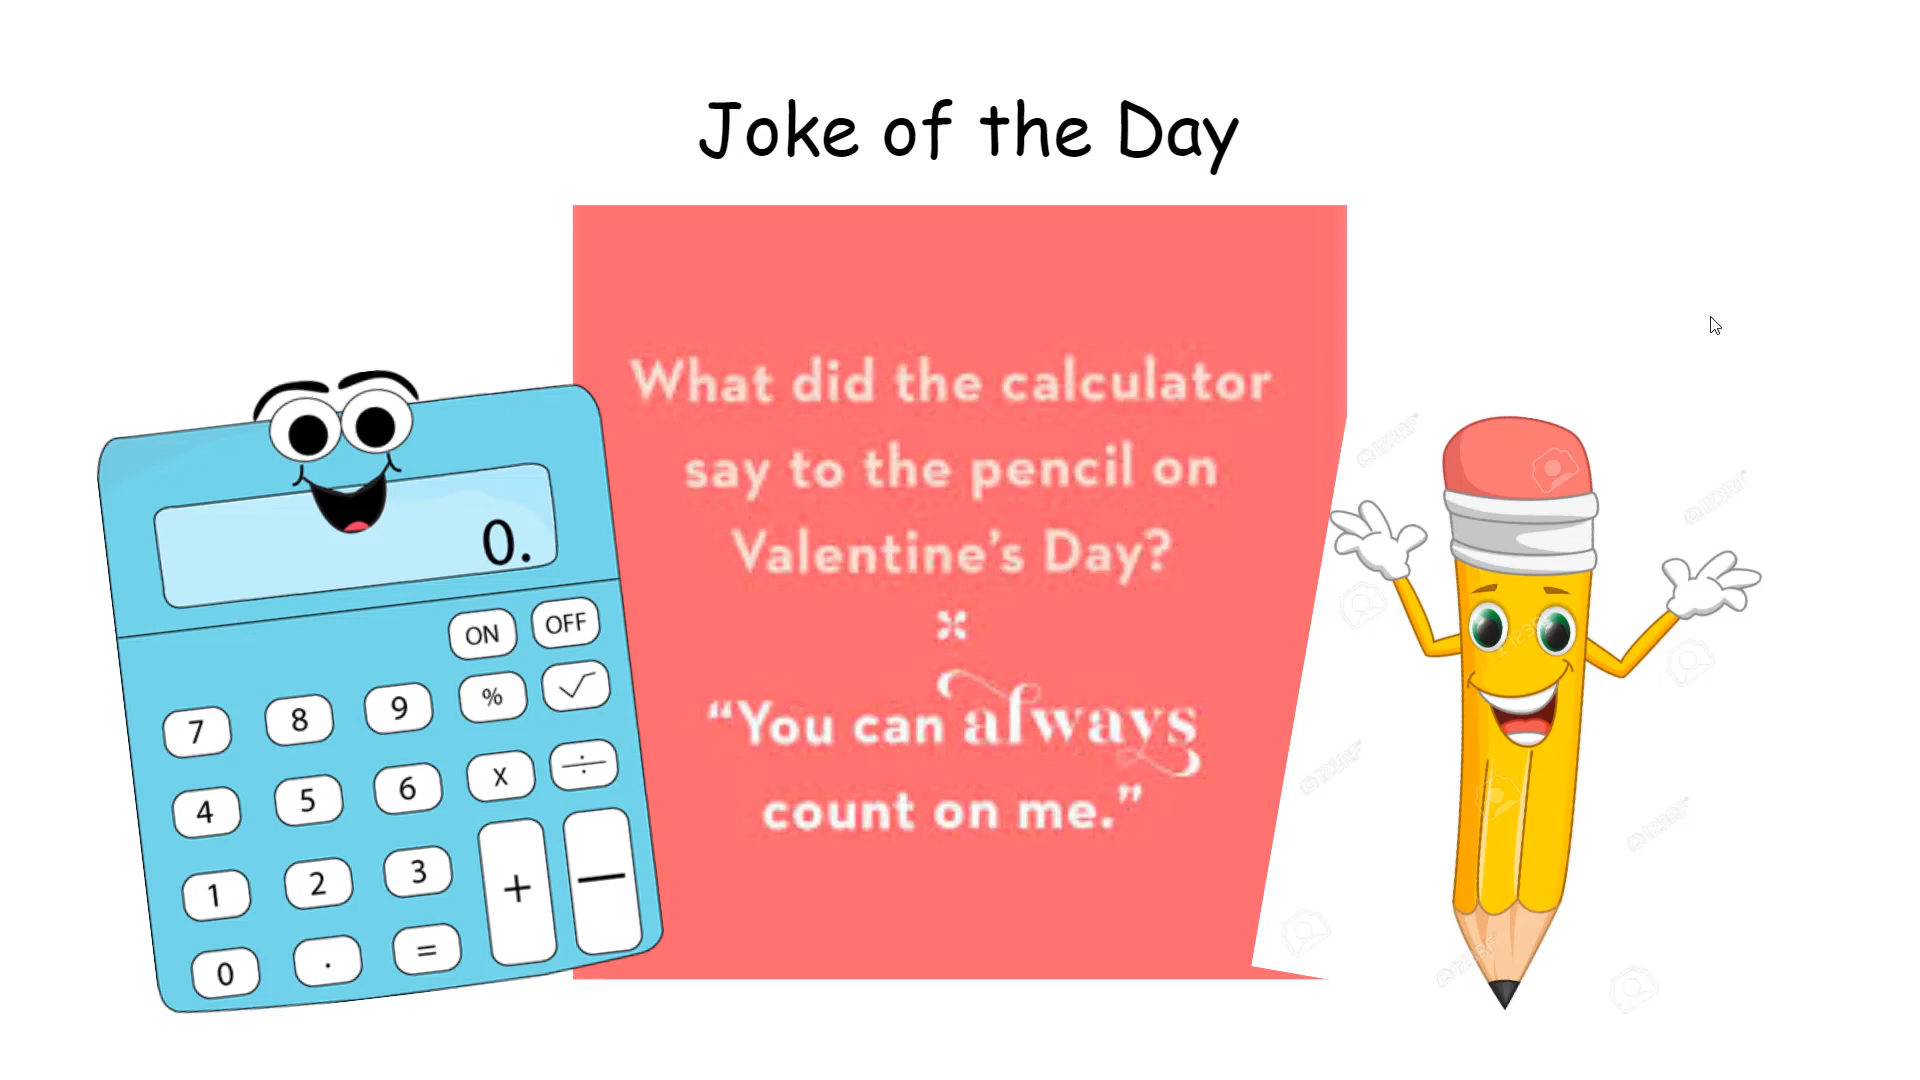 Joke of the Day
What did the calculator
say to the pencil on
Valentine's Day?
“You can always
count on me.”
0.
ON OFF
7 8 9 % √
4 5 6 X ÷
1 2 3 + —
0 . =
123RF